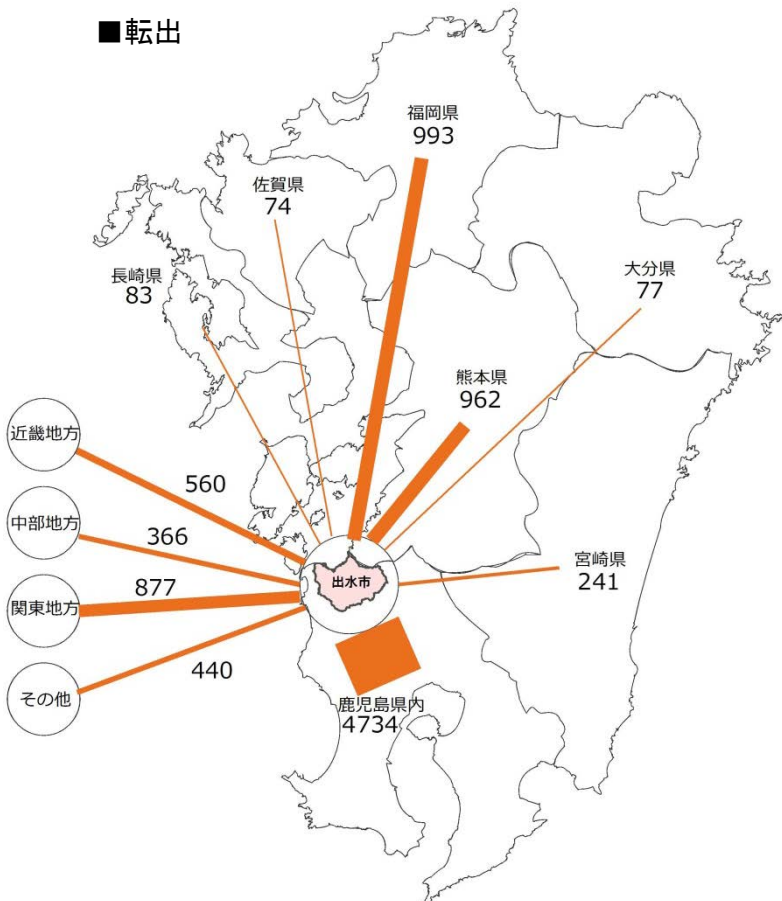 ■転出
福岡県
993
佐賀県
74
長崎県
83
大分県
77
熊本県
962
近畿地方
560
中部地方
366
出水市
宮崎県
241
関東地方
877
その他
440
鹿児島県内
4734